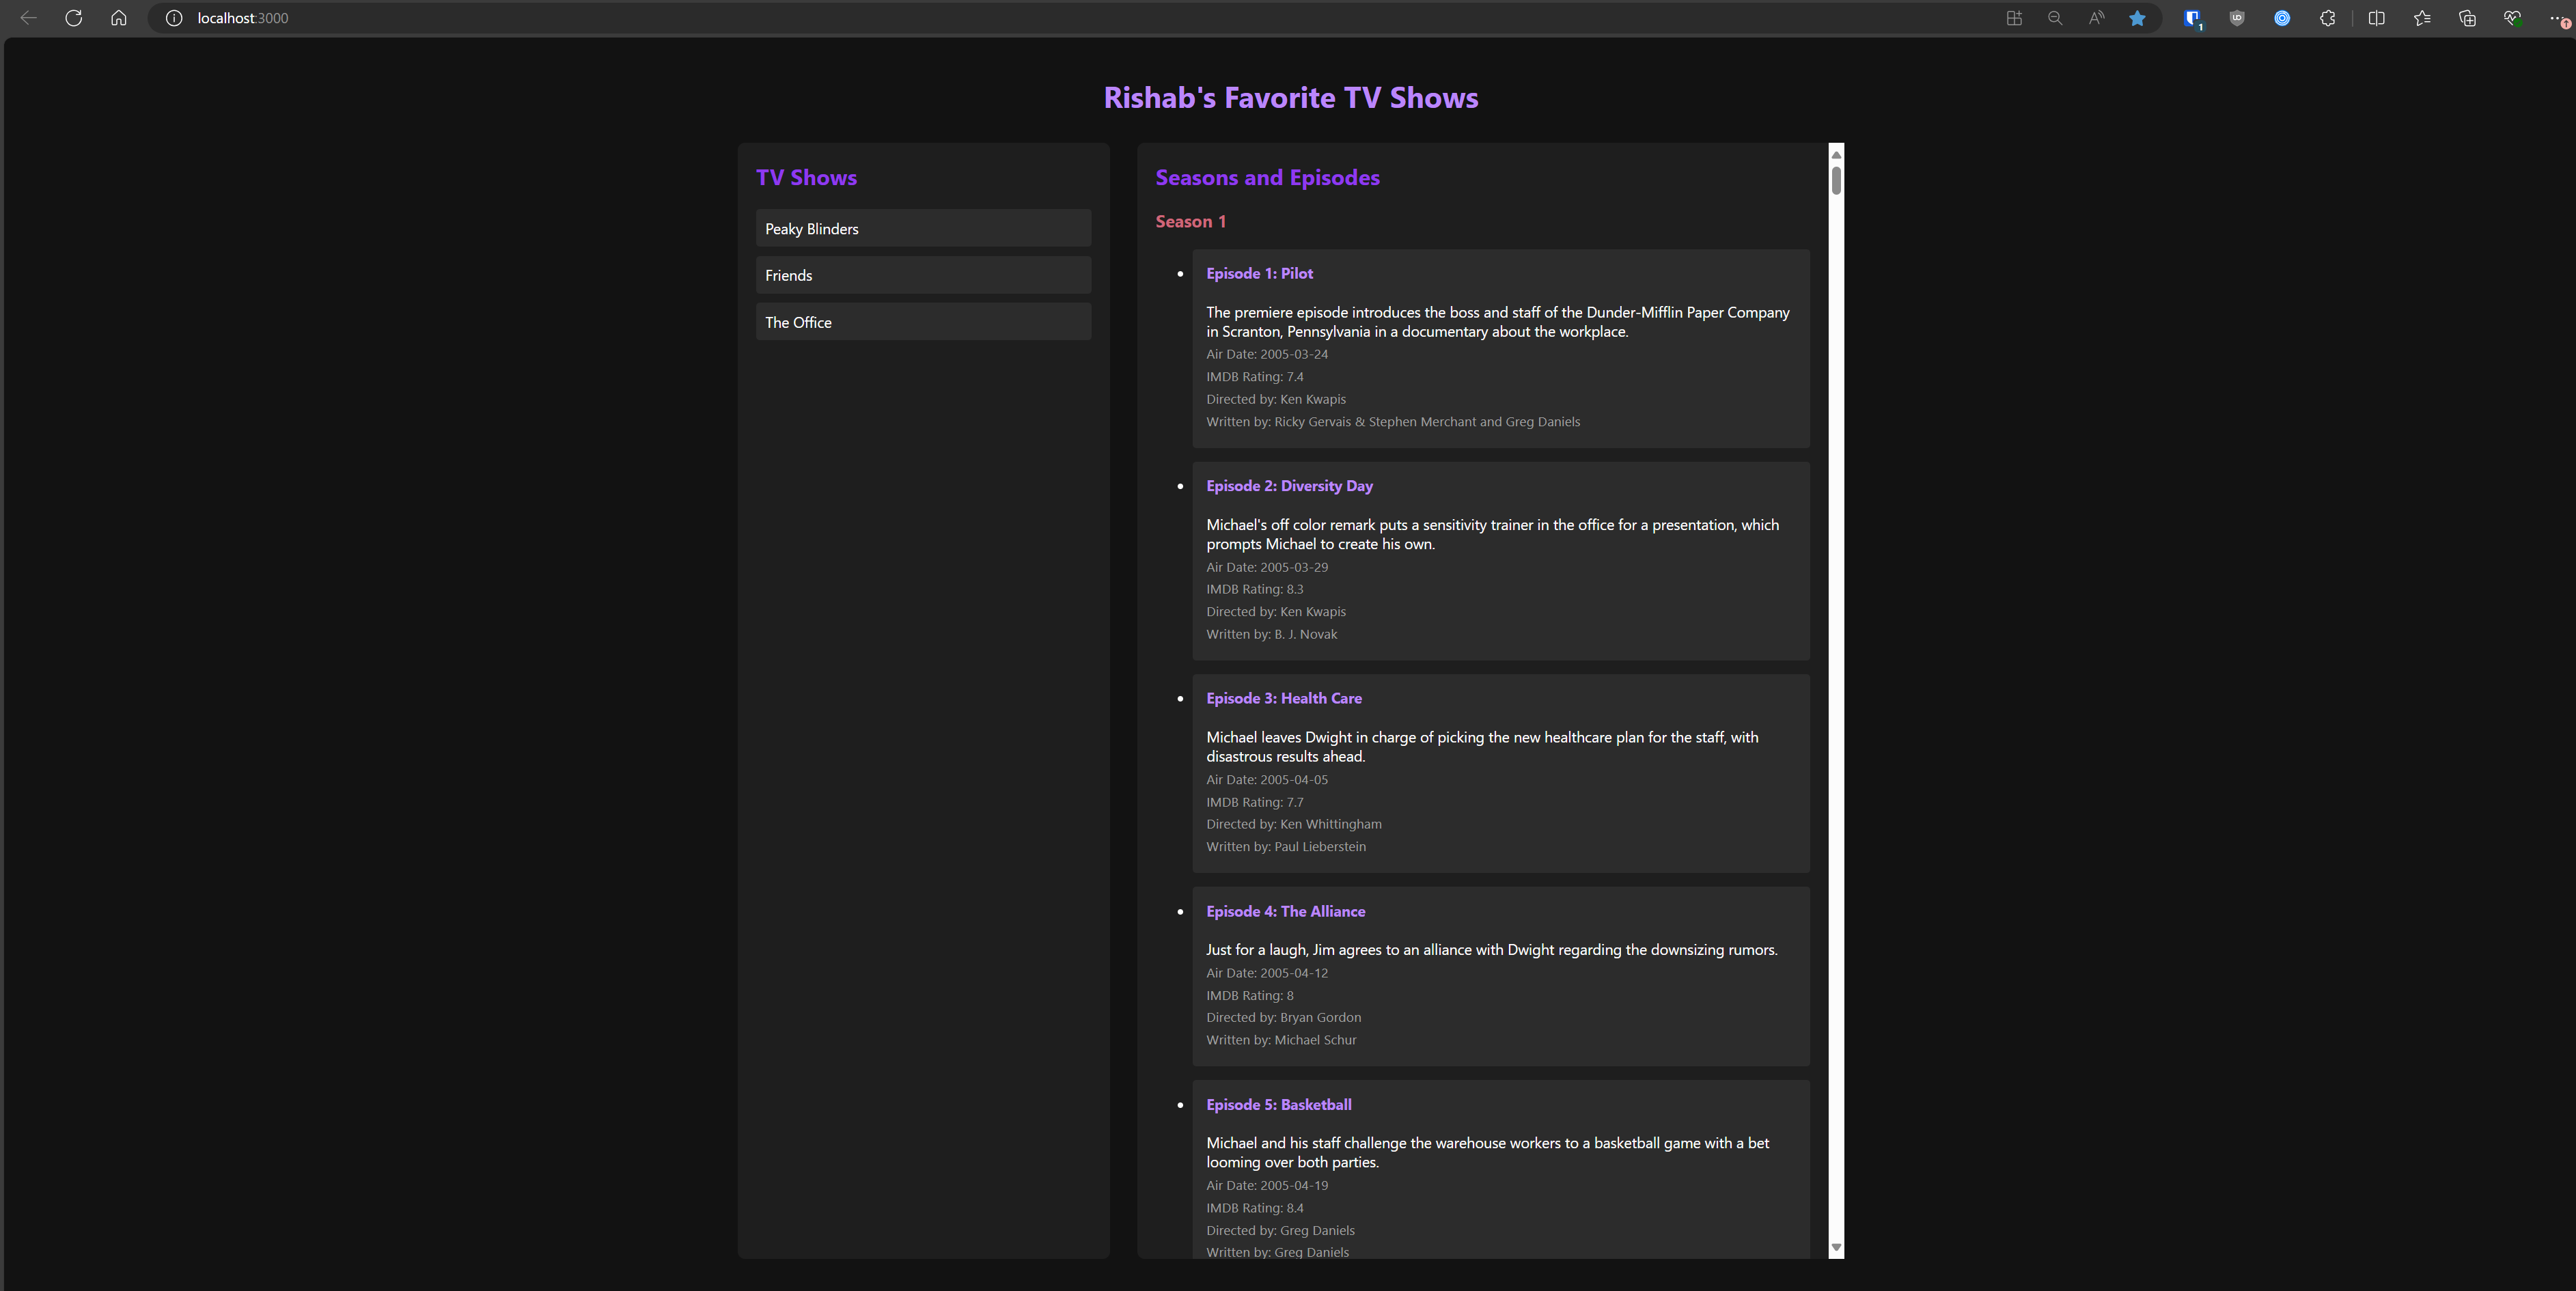 localhost:3000
Rishab's Favorite TV Shows
TV Shows
Peaky Blinders
Friends
The Office
Seasons and Episodes
Season 1
Episode 1: Pilot
The premiere episode introduces the boss and staff of the Dunder-Mifflin Paper Company
in Scranton, Pennsylvania in a documentary about the workplace.
Air Date: 2005-03-24
IMDB Rating: 7.4
Directed by: Ken Kwapis
Written by: Ricky Gervais & Stephen Merchant and Greg Daniels
Episode 2: Diversity Day
Michael's off color remark puts a sensitivity trainer in the office for a presentation, which
prompts Michael to create his own.
Air Date: 2005-03-29
IMDB Rating: 8.3
Directed by: Ken Kwapis
Written by: B. J. Novak
Episode 3: Health Care
Michael leaves Dwight in charge of picking the new healthcare plan for the staff, with
disastrous results ahead.
Air Date: 2005-04-05
IMDB Rating: 7.7
Directed by: Ken Whittingham
Written by: Paul Lieberstein
Episode 4: The Alliance
Just for a laugh, Jim agrees to an alliance with Dwight regarding the downsizing rumors.
Air Date: 2005-04-12
IMDB Rating: 8
Directed by: Bryan Gordon
Written by: Michael Schur
Episode 5: Basketball
Michael and his staff challenge the warehouse workers to a basketball game with a bet
looming over both parties.
Air Date: 2005-04-19
IMDB Rating: 8.4
Directed by: Greg Daniels
Written by: Greg Daniels